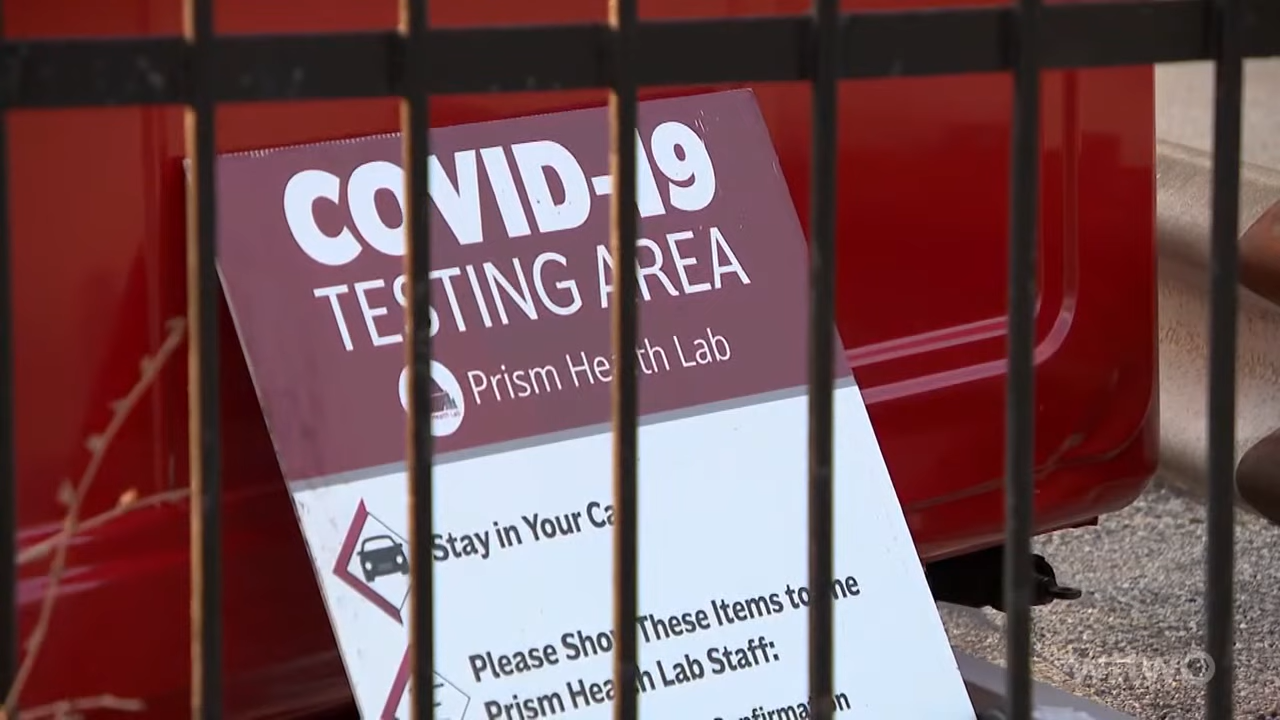 COVID-19
TESTING AREA
Prism Health Lab
Stay in Your Ca
Please Show These Items to the
Prism Health Lab Staff:
Confirmation